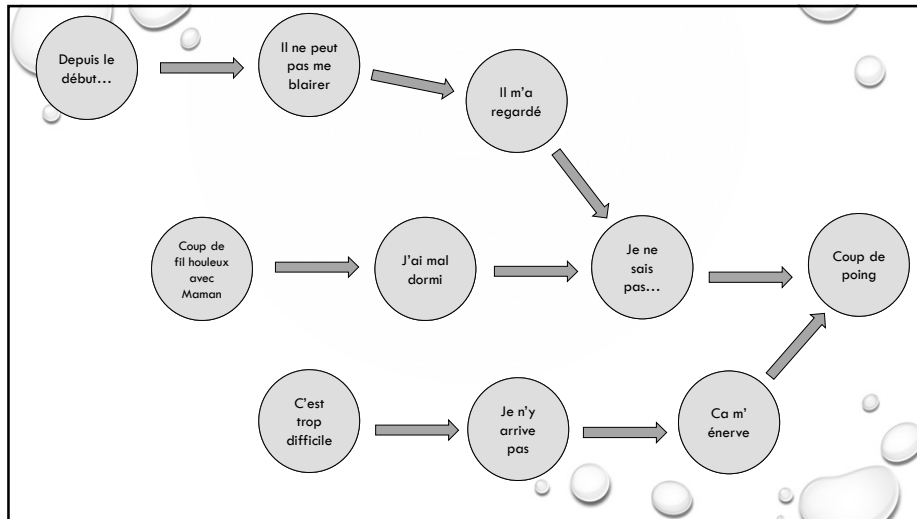 Depuis le
début…
Il ne peut
pas me
blairer
Il m'a
regardé
Coup de
fil houleux
avec
Maman
J'ai mal
dormi
Je ne
sais
pas…
Coup de
poing
C'est
trop
difficile
Je n'y
arrive
pas
Ca m'
énerve